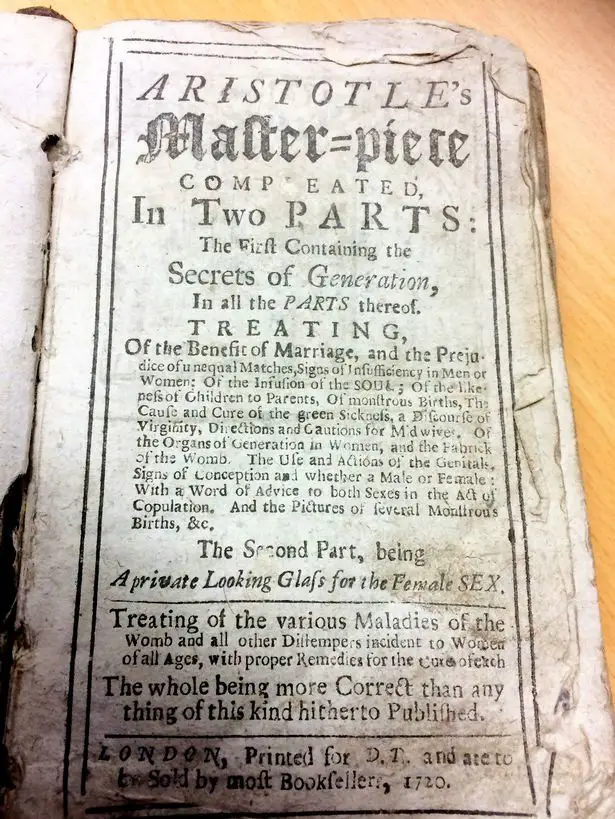 ARISTOTLE's
Maſter=piece
COMPLEATED,
In Two PARTS:
The Firſt Containing the
Secrets of Generation,
In all the PARTS thereof.
TREATING,
Of the Benefit of Marriage, and the Preju-
dice of unequal Matches, Signs of Inſufficiency in Men or
Women; Of the Infuſion of the SOUL; Of the like-
neſs of Children to Parents, Of monſtrous Births, The
Cauſe and Cure of the green Sickneſs, a Diſcourſe of
Virginity, Directions and Cautions for Midwives. Of
the Organs of Generation in Women, and the Fabrick
of the Womb. The Uſe and Actions of the Genitals,
Signs of Conception and whether a Male or Female:
With a Word of Advice to both Sexes in the Act of
Copulation. And the Pictures of ſeveral Monſtrous
Births, &c.
The Second Part, being
A private Looking Glaſs for the Female SEX.
Treating of the various Maladies of the
Womb and all other Diſtempers incident to Women
of all Ages, with proper Remedies for the Cure of each
The whole being more Correct than any
thing of this kind hitherto Publiſhed.
LONDON, Printed for D. T. and are to
be Sold by moſt Bookſellers, 1720.